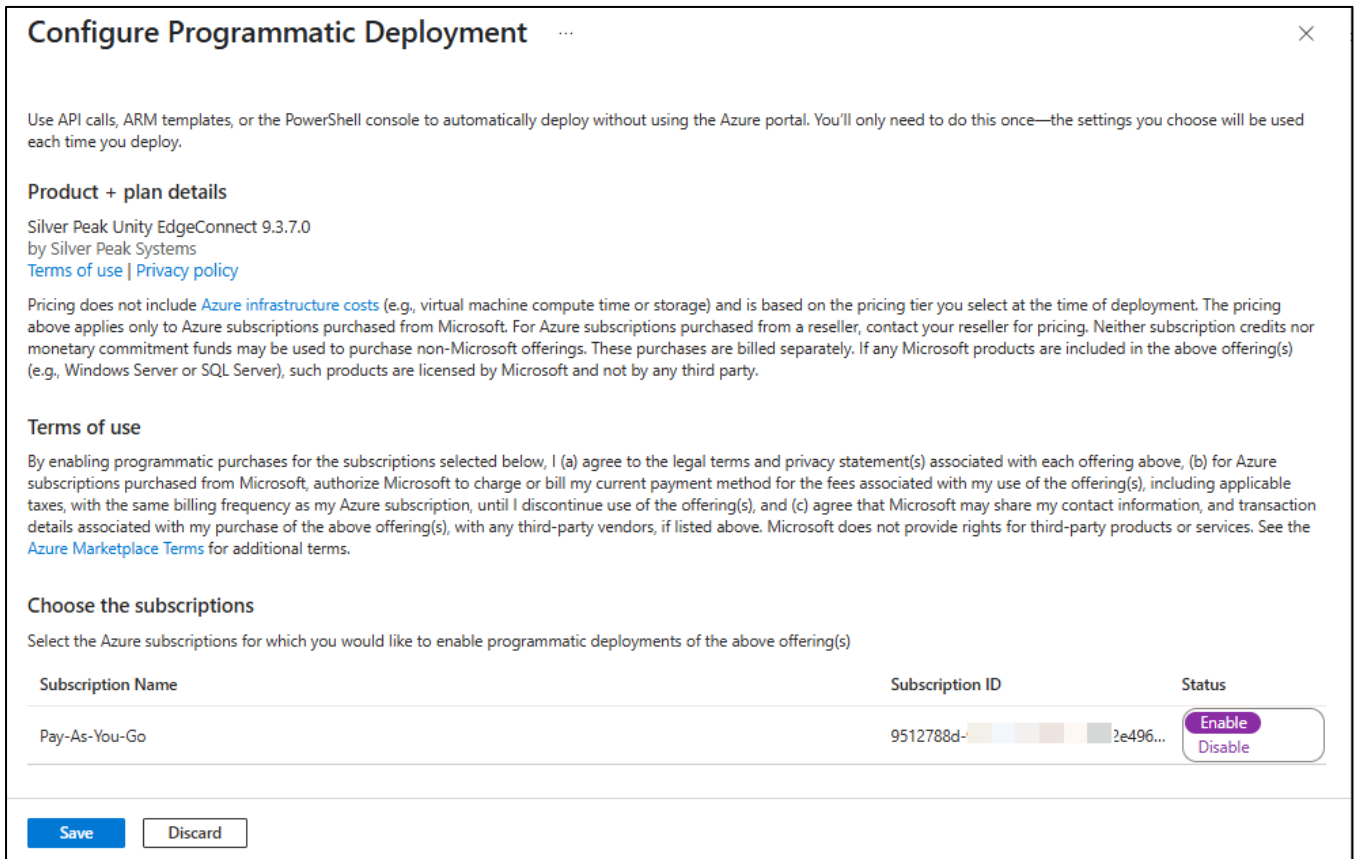 Configure Programmatic Deployment ...
Use API calls, ARM templates, or the PowerShell console to automatically deploy without using the Azure portal. You'll only need to do this once—the settings you choose will be used
each time you deploy.
Product + plan details
Silver Peak Unity EdgeConnect 9.3.7.0
by Silver Peak Systems
Terms of use | Privacy policy
Pricing does not include Azure infrastructure costs (e.g., virtual machine compute time or storage) and is based on the pricing tier you select at the time of deployment. The pricing
above applies only to Azure subscriptions purchased from Microsoft. For Azure subscriptions purchased from a reseller, contact your reseller for pricing. Neither subscription credits nor
monetary commitment funds may be used to purchase non-Microsoft offerings. These purchases are billed separately. If any Microsoft products are included in the above offering(s)
(e.g., Windows Server or SQL Server), such products are licensed by Microsoft and not by any third party.
Terms of use
By enabling programmatic purchases for the subscriptions selected below, I (a) agree to the legal terms and privacy statement(s) associated with each offering above, (b) for Azure
subscriptions purchased from Microsoft, authorize Microsoft to charge or bill my current payment method for the fees associated with my use of the offering(s), including applicable
taxes, with the same billing frequency as my Azure subscription, until I discontinue use of the offering(s), and (c) agree that Microsoft may share my contact information, and transaction
details associated with my purchase of the above offering(s), with any third-party vendors, if listed above. Microsoft does not provide rights for third-party products or services. See the
Azure Marketplace Terms for additional terms.
Choose the subscriptions
Select the Azure subscriptions for which you would like to enable programmatic deployments of the above offering(s)
Subscription Name Subscription ID Status
Pay-As-You-Go 9512788d- 2e496... Enable
Disable
Save Discard